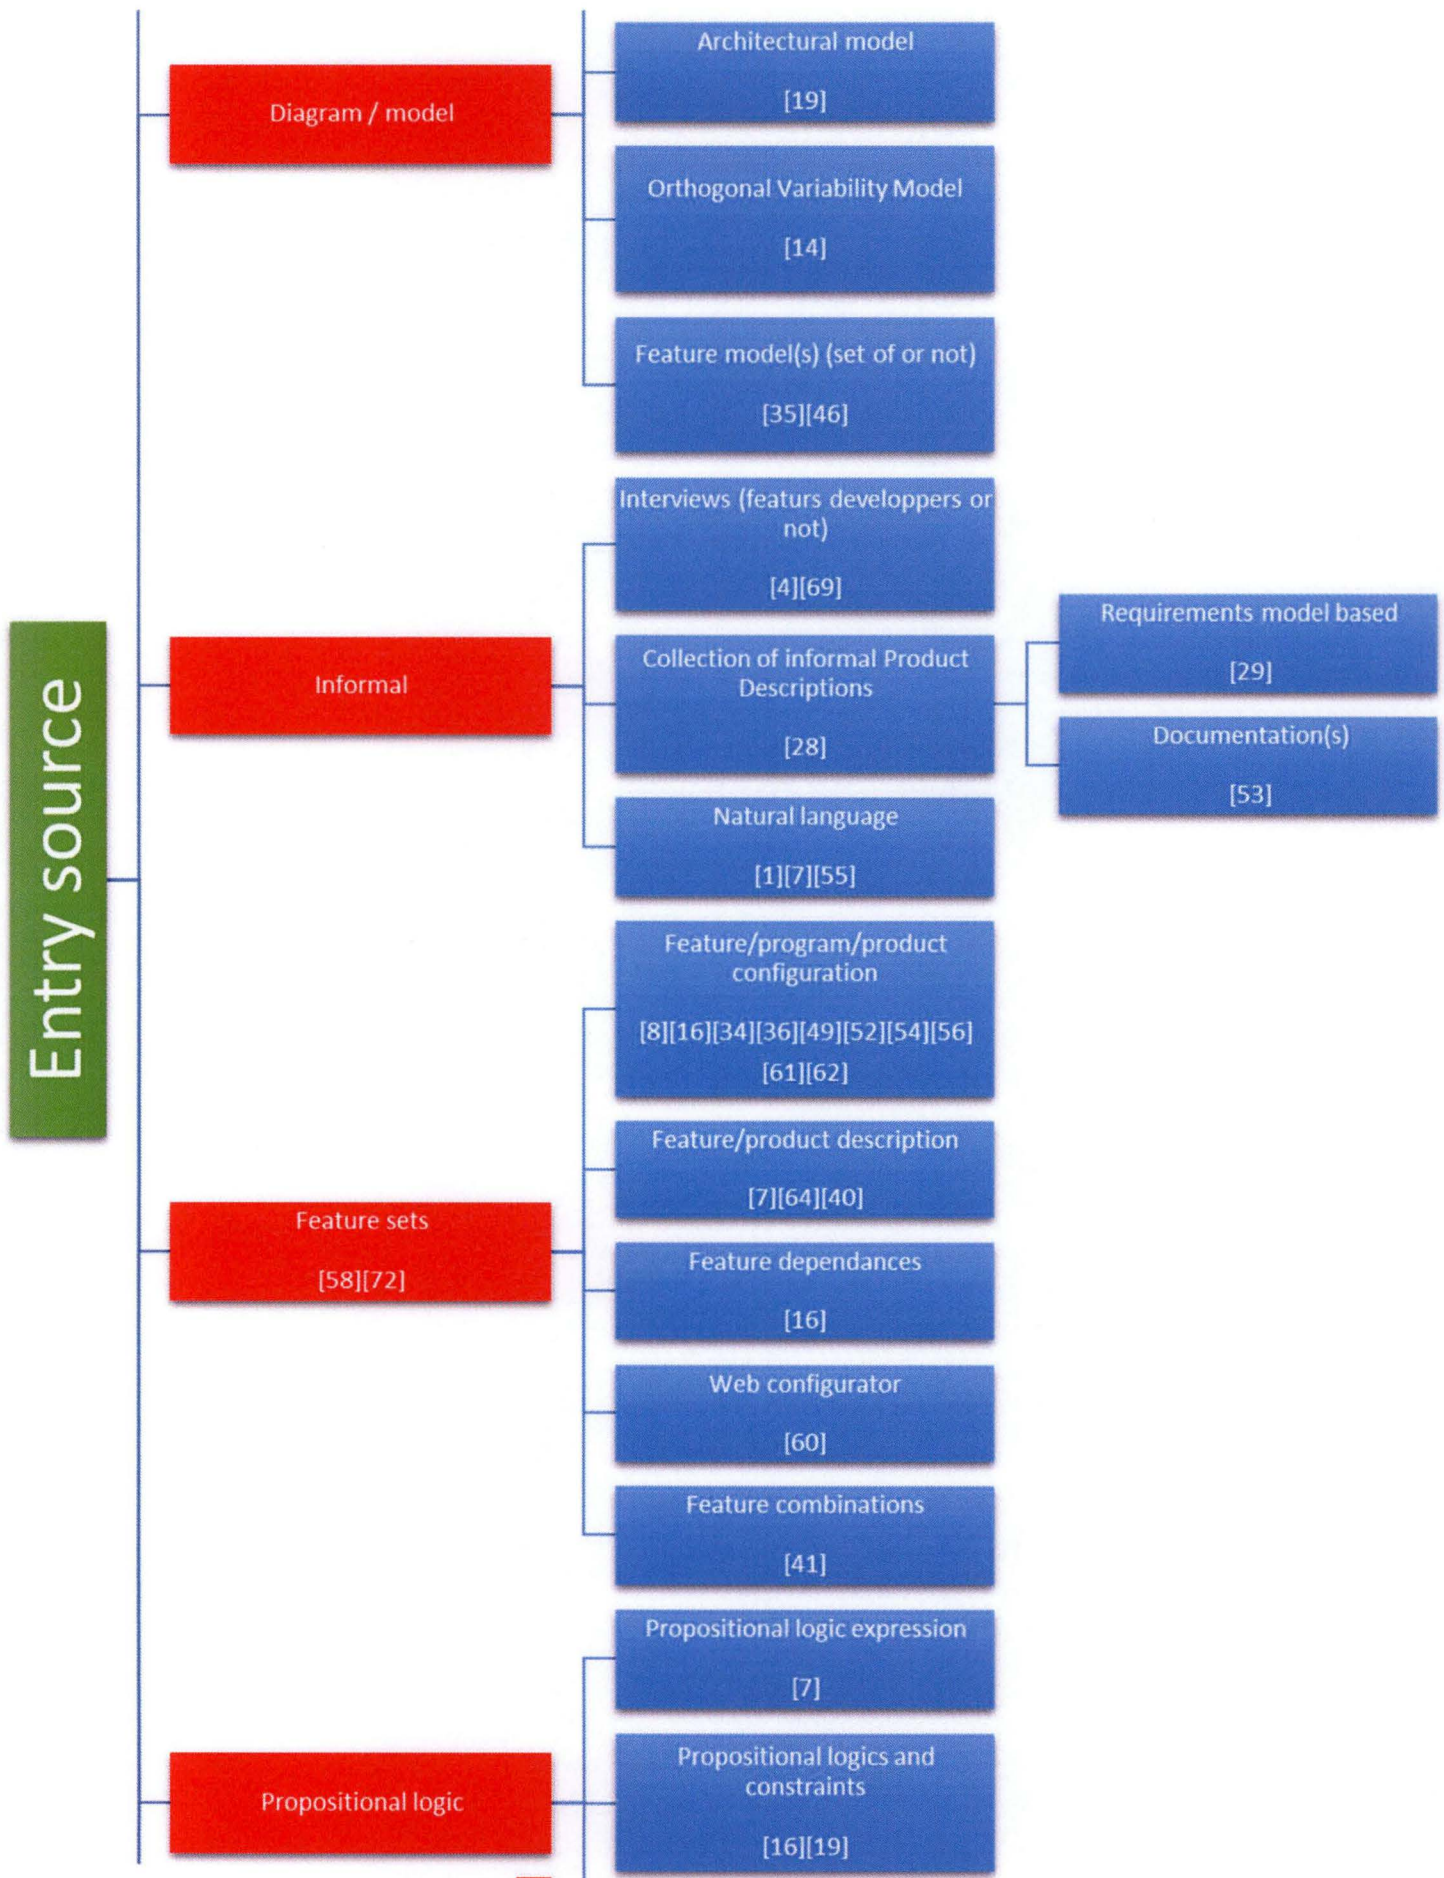 Entry source
Diagram / model
Architectural model
[19]
Orthogonal Variability Model
[14]
Feature model(s) (set of or not)
[35][46]
Informal
Interviews (featurs developpers or
not)
[4][69]
Collection of informal Product
Descriptions
[28]
Requirements model based
[29]
Documentation(s)
[53]
Natural language
[1][7][55]
Feature sets
[58][72]
Feature/program/product
configuration
[8][16][34][36][49][52][54][56]
[61][62]
Feature/product description
[7][64][40]
Feature dependances
[16]
Web configurator
[60]
Feature combinations
[41]
Propositional logic
Propositional logic expression
[7]
Propositional logics and
constraints
[16][19]